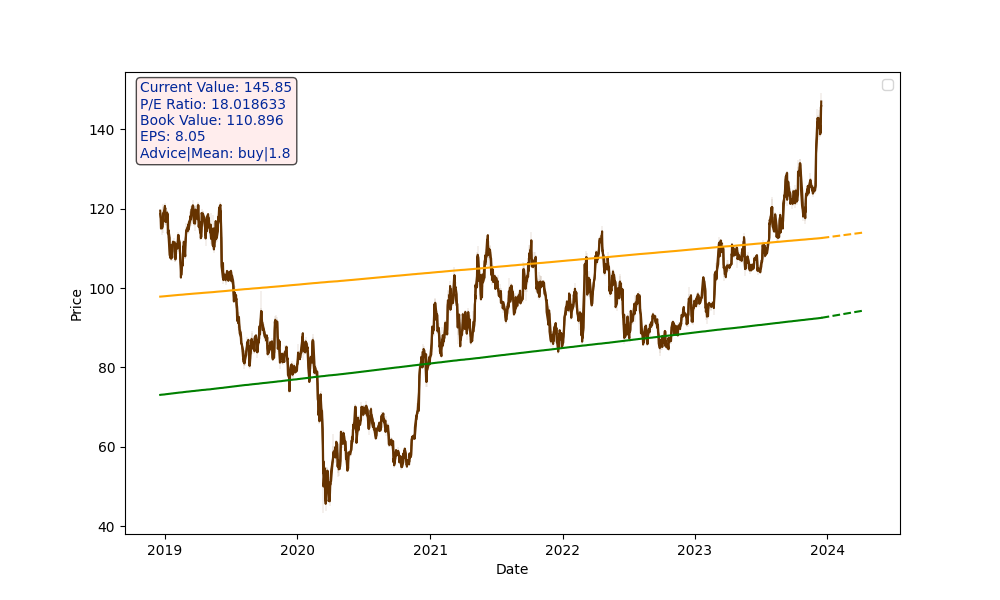 Current Value: 145.85
P/E Ratio: 18.018633
Book Value: 110.896
EPS: 8.05
Advice|Mean: buy|1.8
Price
140
120
100
80
60
40
2019 2020 2021 2022 2023 2024
Date